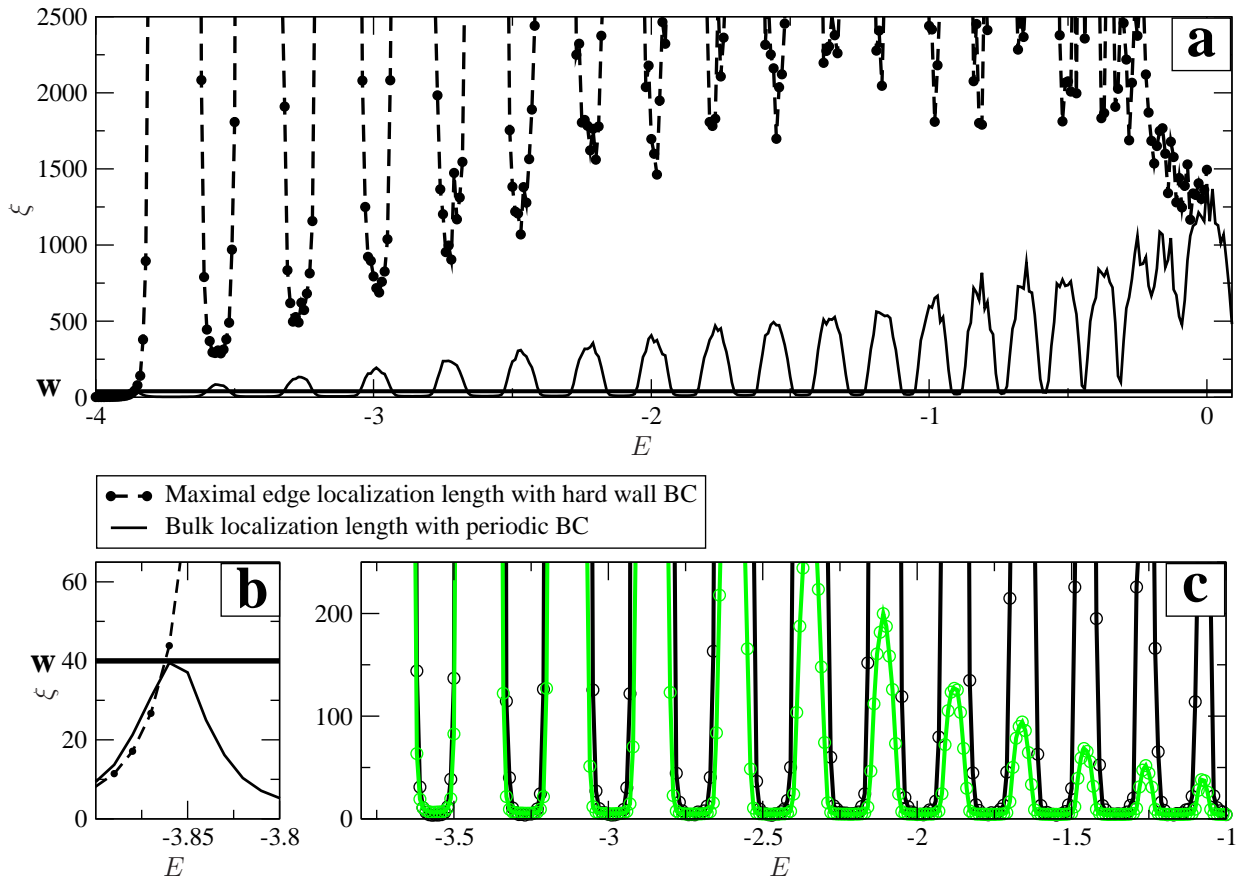 2500
2000
1500
1000
500
0
w
ξ
a
-4 -3 -2 -1 0
E
Maximal edge localization length with hard wall BC
Bulk localization length with periodic BC
60
40
20
0
w
ξ
b
-3.85 -3.8
E
200
100
0
c
-3.5 -3 -2.5 -2 -1.5 -1
E